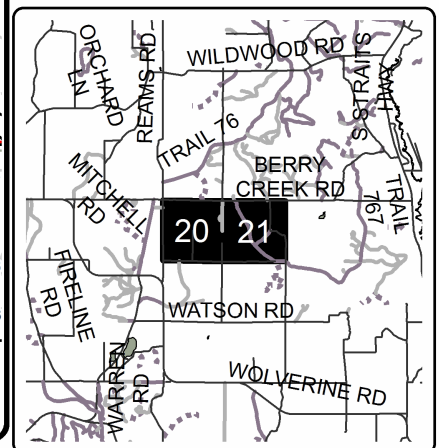 ORCHARD
LN
REAMS RD
WILDWOOD RD
S STRAITS
HWY
TRAIL 76
BERRY
CREEK RD
MITCHELL
RD
TRAIL
767
20
21
FIRELINE
RD
WATSON RD
WARREN
RD
WOLVERINE RD